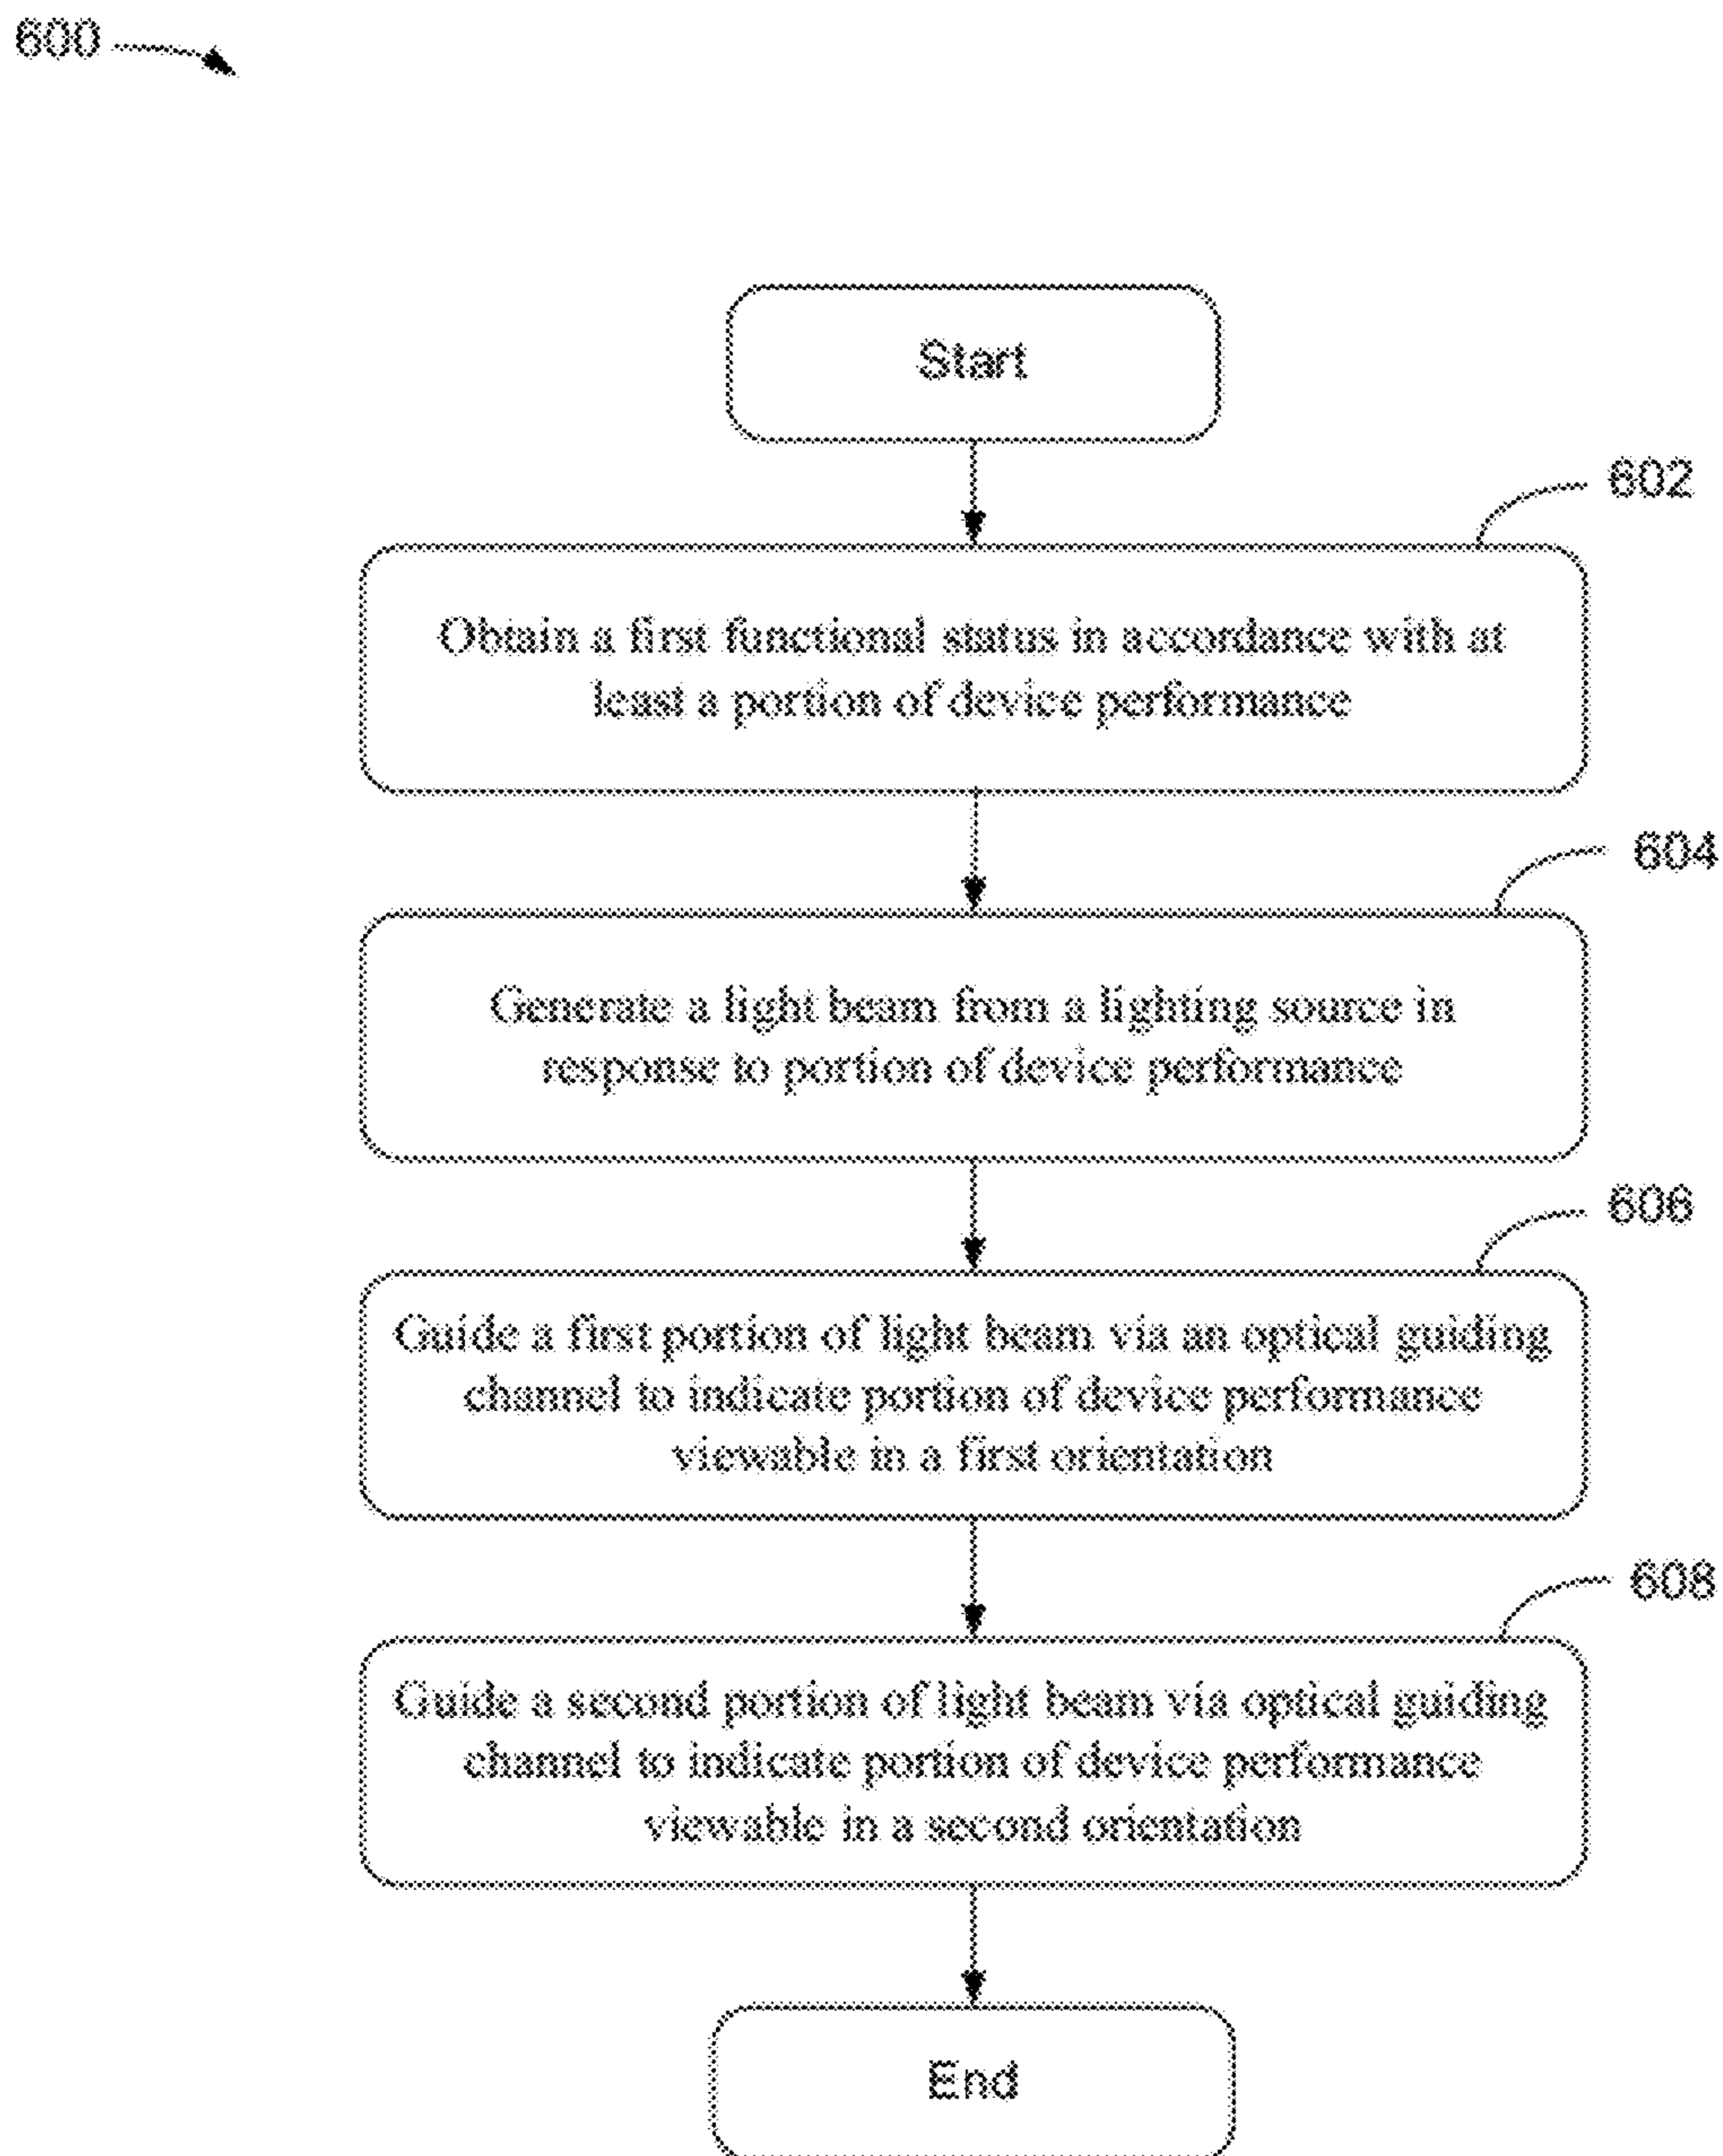 600
Start
602
Obtain a first functional status in accordance with at
least a portion of device performance
604
Generate a light beam from a lighting source in
response to portion of device performance
606
Guide a first portion of light beam via an optical guiding
channel to indicate portion of device performance
viewable in a first orientation
608
Guide a second portion of light beam via optical guiding
channel to indicate portion of device performance
viewable in a second orientation
End